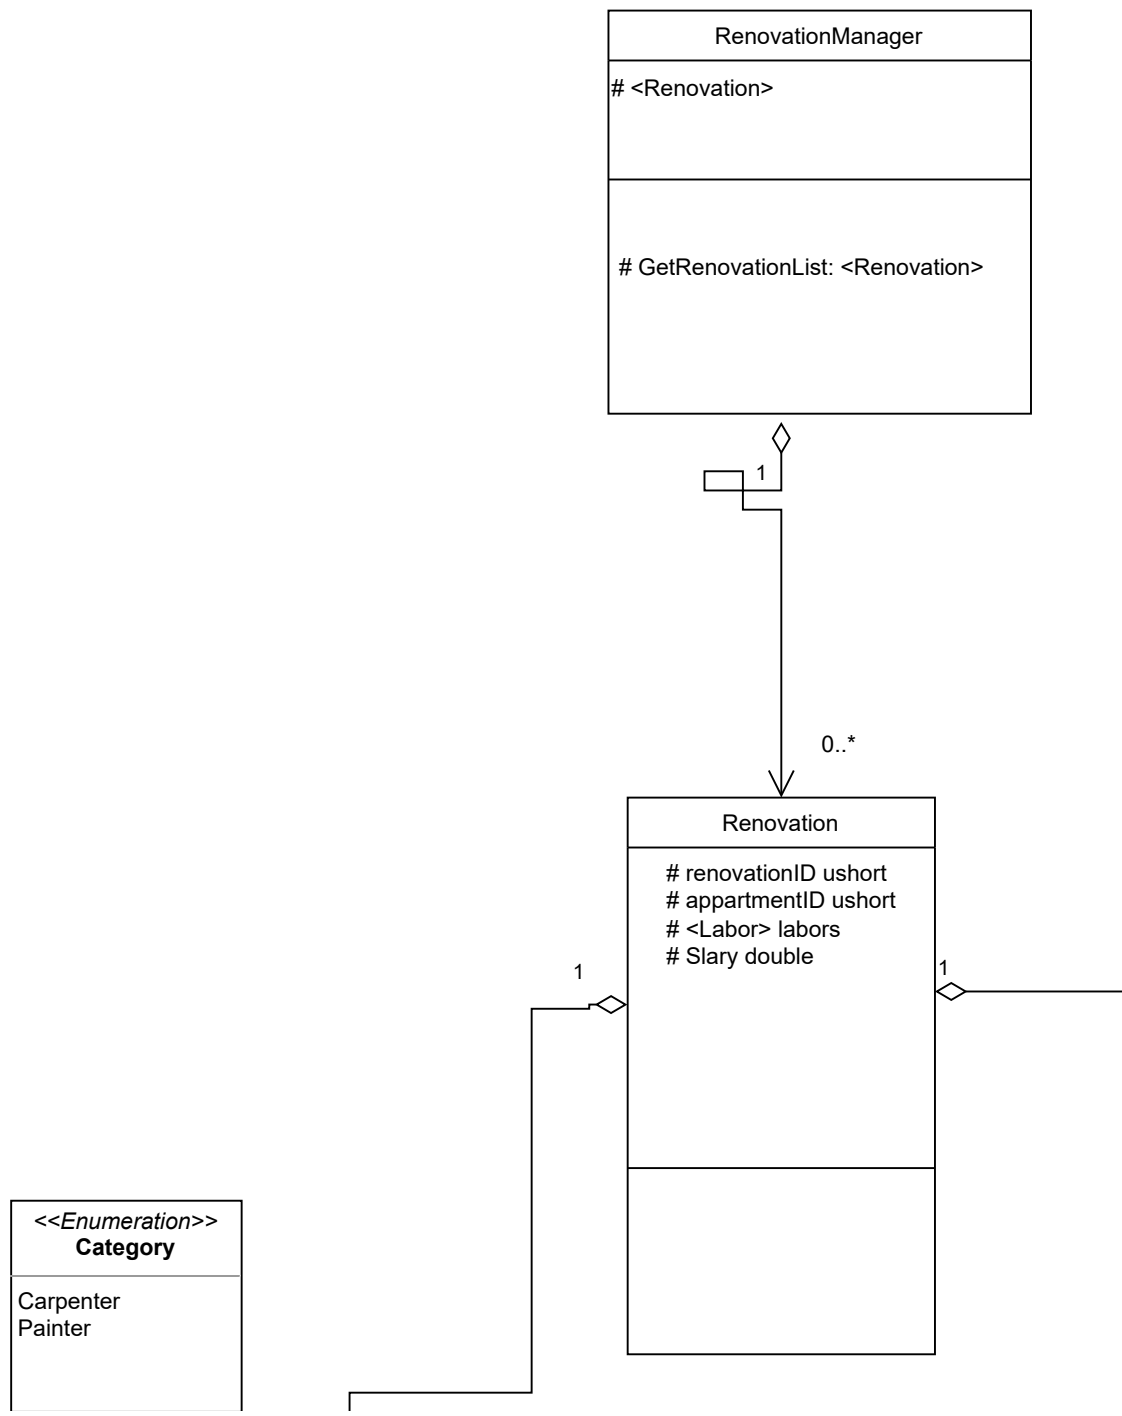 RenovationManager
# <Renovation>
# GetRenovationList: <Renovation>
1
0..*
Renovation
# renovationID ushort
# appartmentID ushort
# <Labor> labors
# Slary double
1
1
<<Enumeration>>
Category
Carpenter
Painter